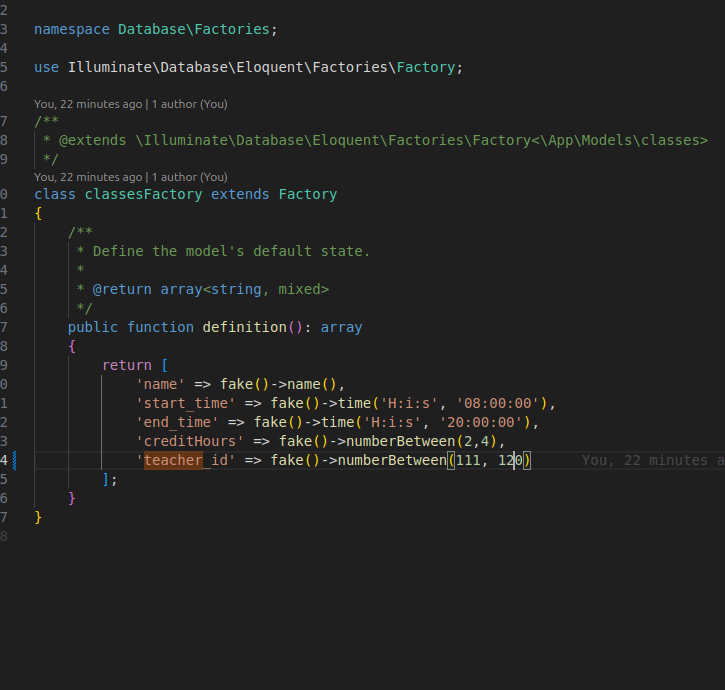 2
3 namespace Database\Factories;
4
5 use Illuminate\Database\Eloquent\Factories\Factory;
6
You, 22 minutes ago | 1 author (You)
7 /**
8  * @extends \Illuminate\Database\Eloquent\Factories\Factory<\App\Models\classes>
9  */
You, 22 minutes ago | 1 author (You)
0 class classesFactory extends Factory
1 {
2     /**
3      * Define the model's default state.
4      *
5      * @return array<string, mixed>
6      */
7     public function definition(): array
8     {
9         return [
0             'name' => fake()->name(),
1             'start_time' => fake()->time('H:i:s', '08:00:00'),
2             'end_time' => fake()->time('H:i:s', '20:00:00'),
3             'creditHours' => fake()->numberBetween(2,4),
4             'teacher_id' => fake()->numberBetween(111, 120) You, 22 minutes a
5         ];
6     }
7 }
8